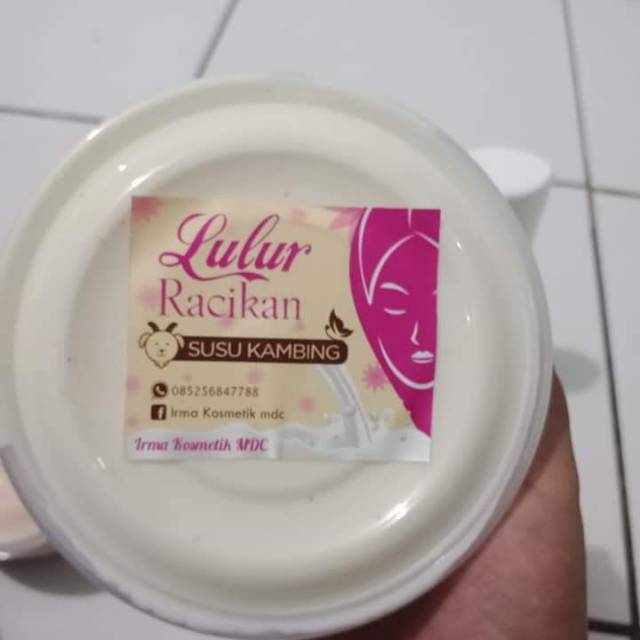 Lulur
Racikan
SUSU KAMBING
085256847788
Irma Kosmetik mdc
Irma Kosmetik MDC